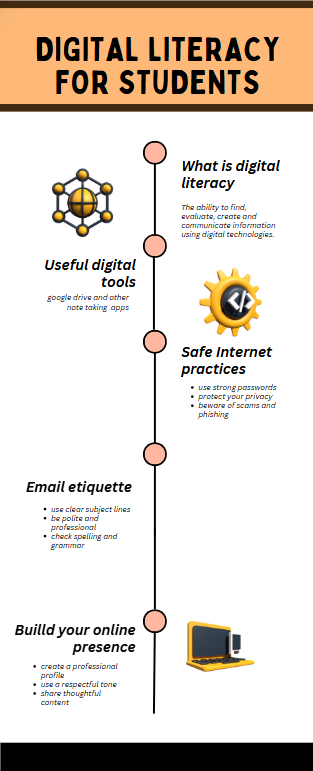 DIGITAL LITERACY
FOR STUDENTS
What is digital
literacy
The ability to find,
evaluate, create and
communicate information
using digital technologies.
Useful digital
tools
google drive and other
note taking apps
</>
Safe Internet
practices
• use strong passwords
• protect your privacy
• beware of scams and
phishing
Email etiquette
• use clear subject lines
• be polite and
professional
• check spelling and
grammar
Builld your online
presence
• create a professional
profile
• use a respectful tone
• share thoughtful
content